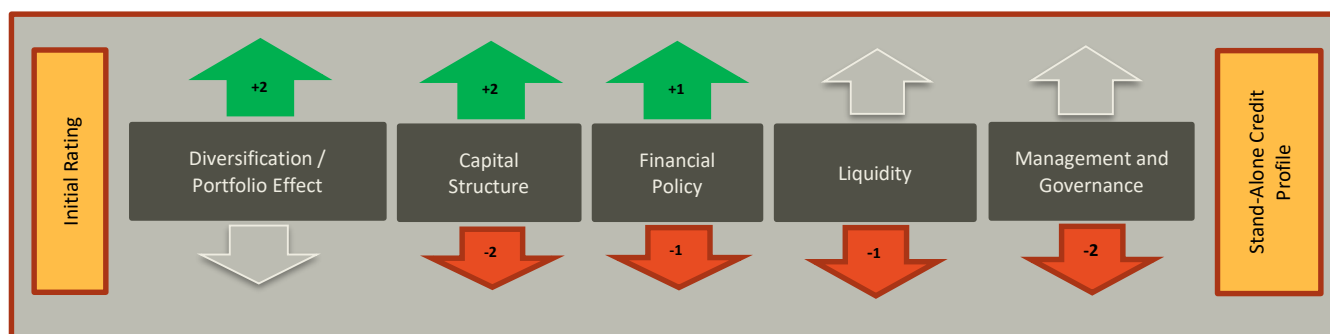 Initial Rating
+2
Diversification /
Portfolio Effect
+2
Capital
Structure
-2
+1
Financial
Policy
-1
Liquidity
-1
Management and
Governance
-2
Stand-Alone Credit
Profile